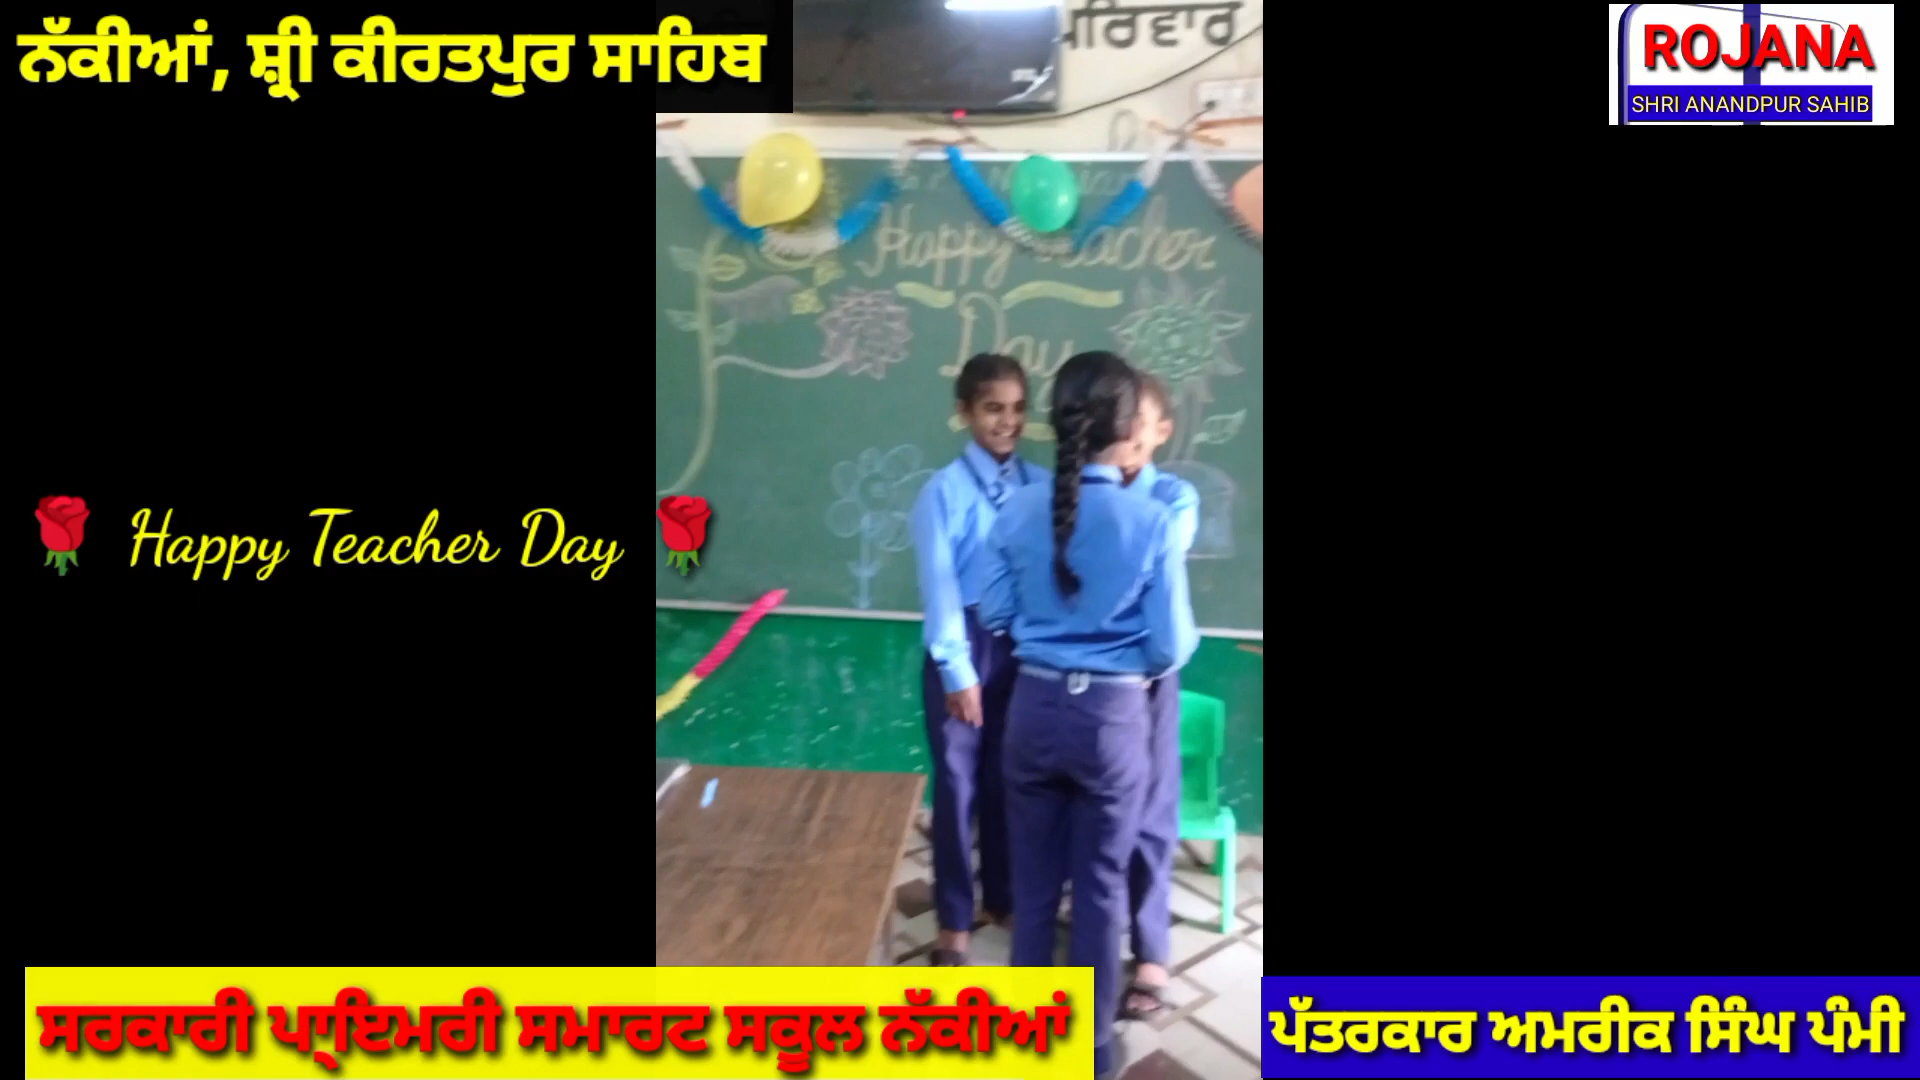 ਨੱਕੀਆਂ, ਸ਼੍ਰੀ ਕੀਰਤਪੁਰ ਸਾਹਿਬ
ROJANA
SHRI ANANDPUR SAHIB
Happy Teacher
Day
🌹 Happy Teacher Day 🌹
ਸਰਕਾਰੀ ਪ੍ਰਾਇਮਰੀ ਸਮਾਰਟ ਸਕੂਲ ਨੱਕੀਆਂ
ਪੱਤਰਕਾਰ ਅਮਰੀਕ ਸਿੰਘ ਪੰਮੀ